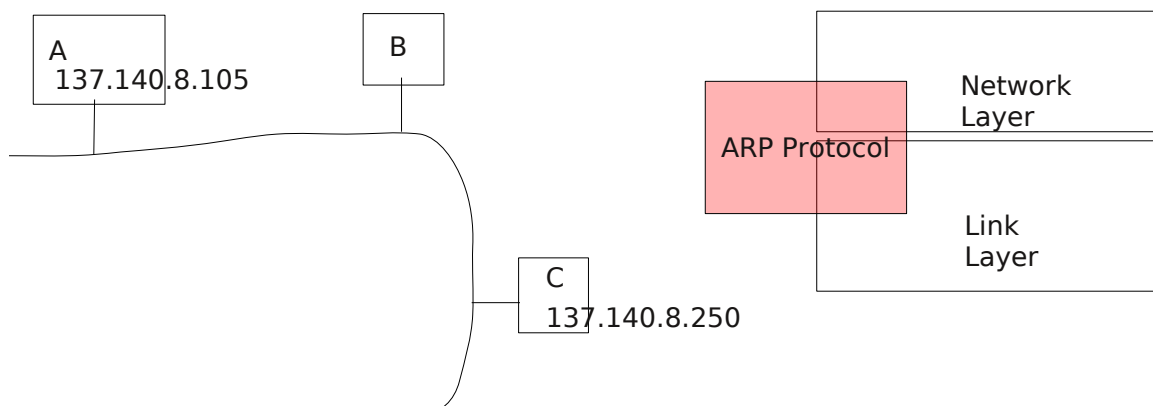 A
137.140.8.105
B
C
137.140.8.250
Network
Layer
ARP Protocol
Link
Layer